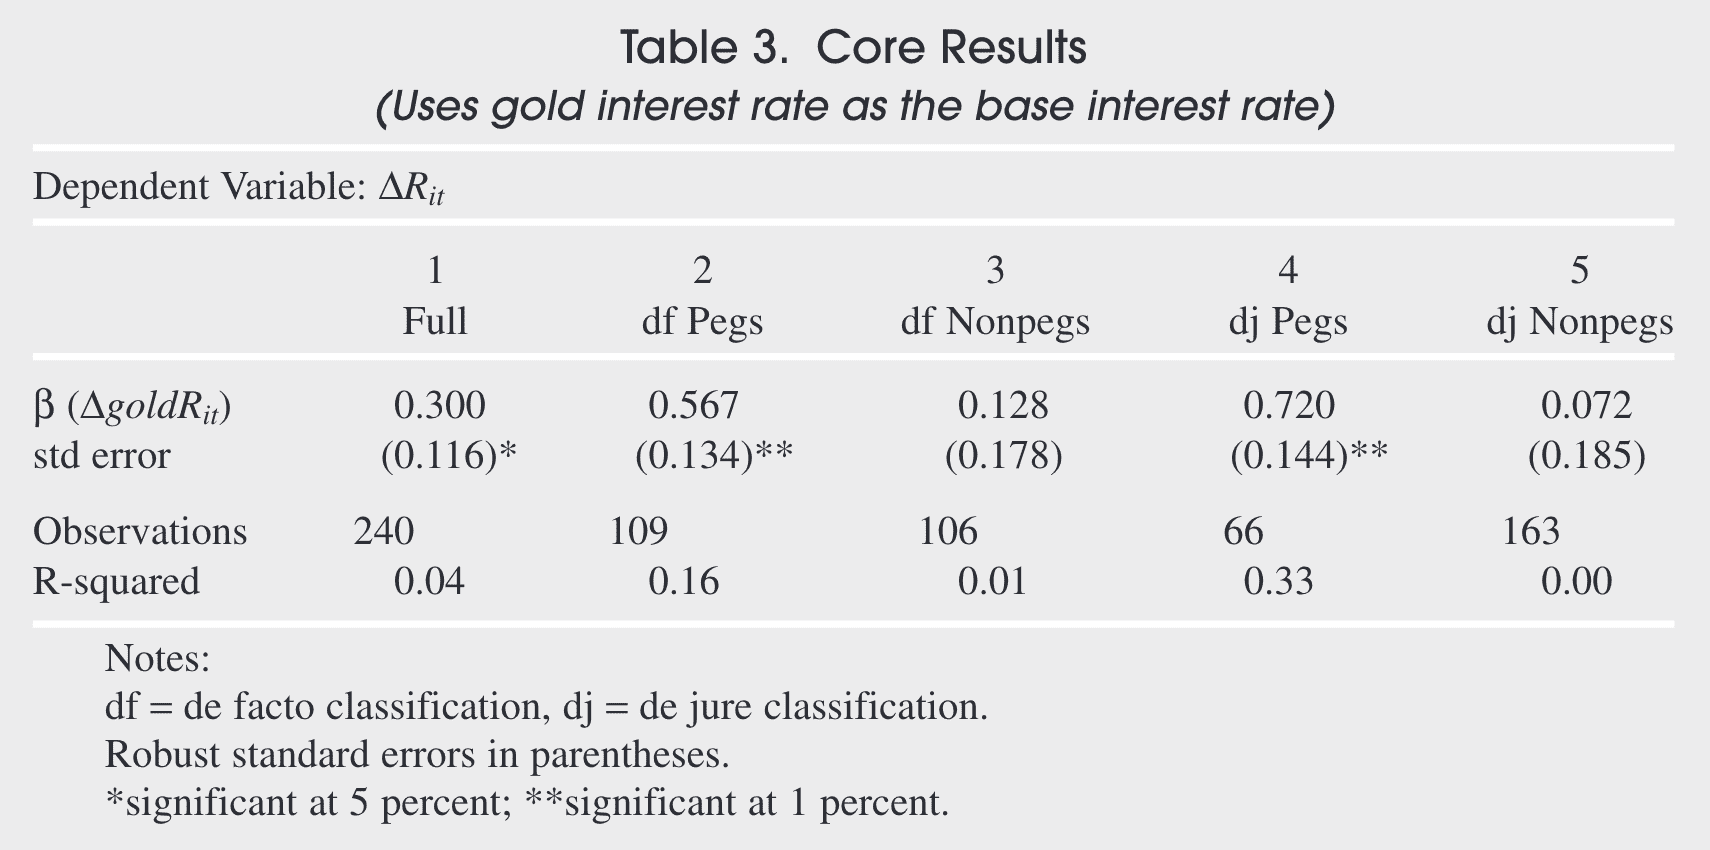 Table 3. Core Results
(Uses gold interest rate as the base interest rate)
Dependent Variable: ΔRit
1 2 3 4 5
Full df Pegs df Nonpegs dj Pegs dj Nonpegs
β (ΔgoldRit) 0.300 0.567 0.128 0.720 0.072
std error (0.116)* (0.134)** (0.178) (0.144)** (0.185)
Observations 240 109 106 66 163
R-squared 0.04 0.16 0.01 0.33 0.00
Notes:
df = de facto classification, dj = de jure classification.
Robust standard errors in parentheses.
*significant at 5 percent; **significant at 1 percent.